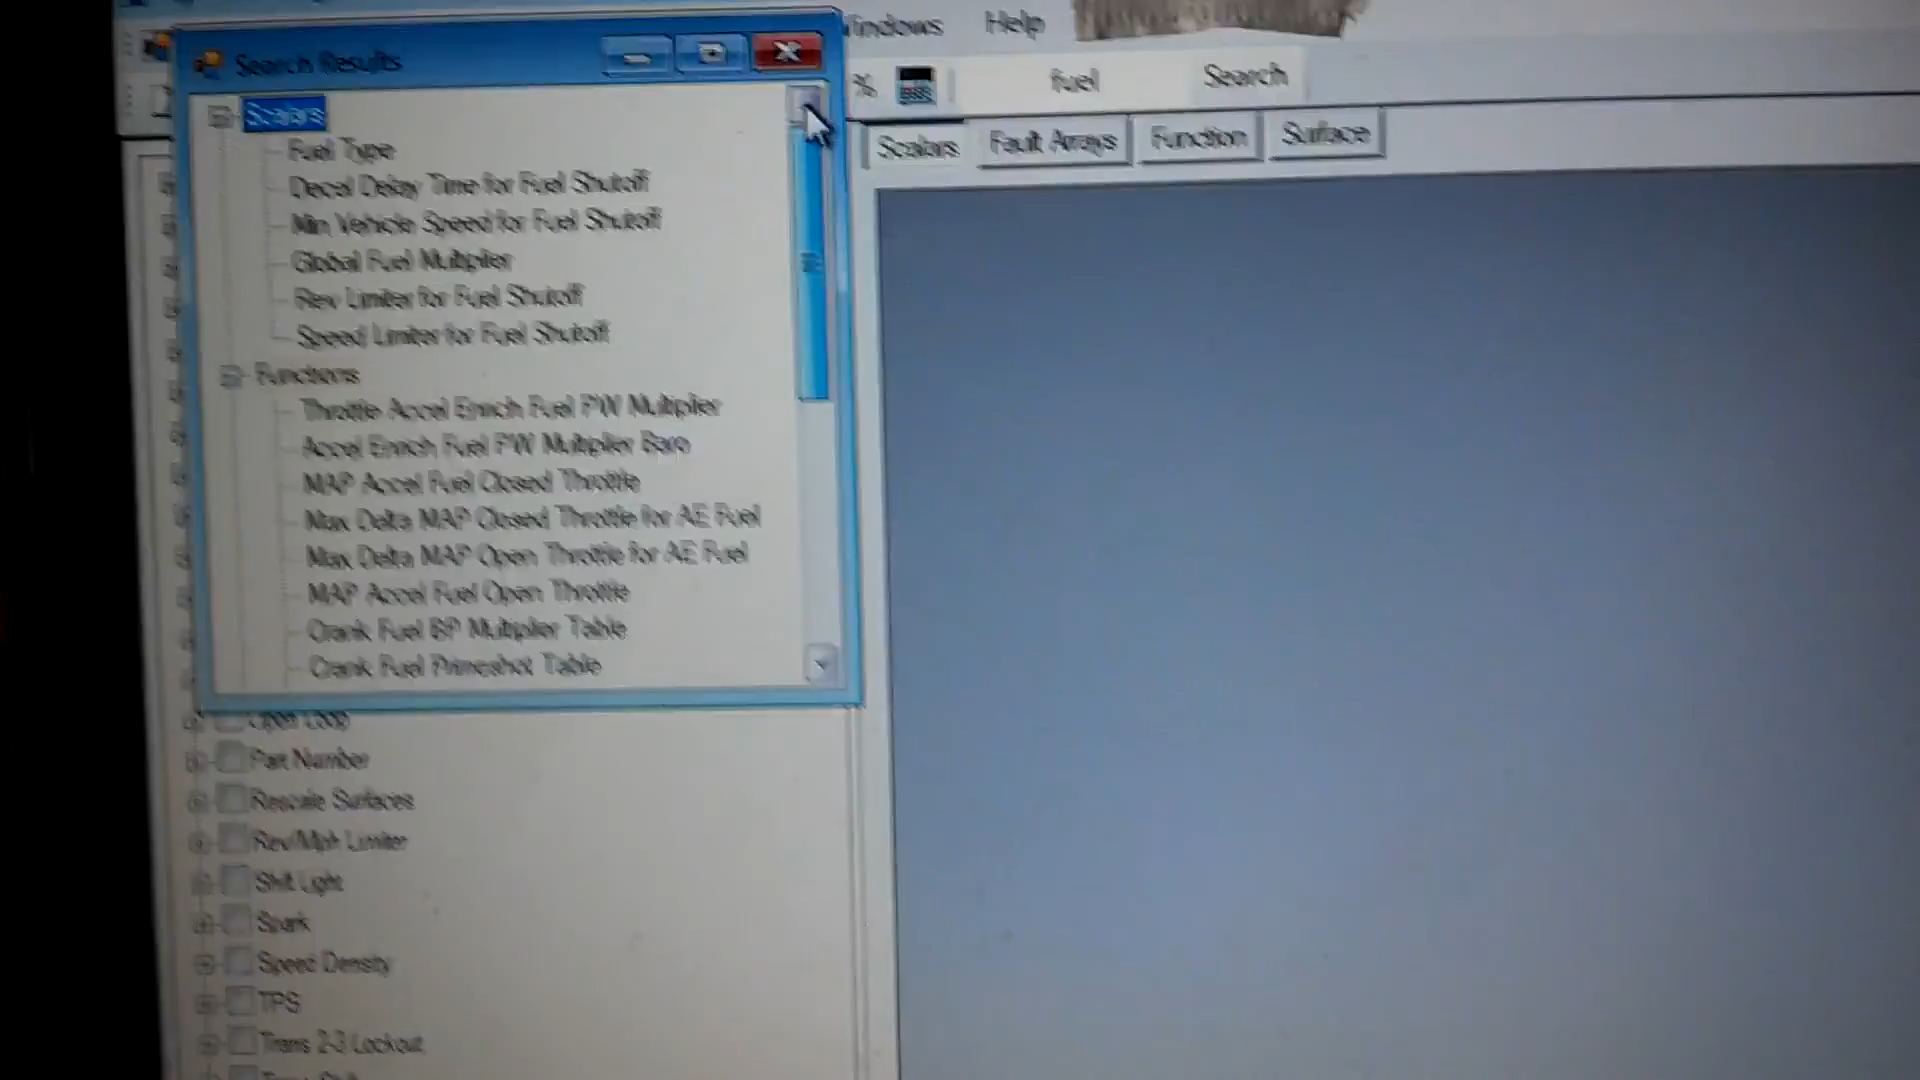 Windows Help
Search Results
% fuel Search
Scalars Fault Arrays Function Surface
Scalars
Fuel Type
Decel Delay Time for Fuel Shutoff
Min Vehicle Speed for Fuel Shutoff
Global Fuel Multiplier
Rev Limiter for Fuel Shutoff
Speed Limiter for Fuel Shutoff
Functions
Throttle Accel Enrich Fuel PW Multiplier
Accel Enrich Fuel PW Multiplier Baro
MAP Accel Fuel Closed Throttle
Max Delta MAP Closed Throttle for AE Fuel
Max Delta MAP Open Throttle for AE Fuel
MAP Accel Fuel Open Throttle
Crank Fuel BP Multiplier Table
Crank Fuel Primeshot Table
Open Loop
Part Number
Rescale Surfaces
Rev/Mph Limiter
Shift Light
Spark
Speed Density
TPS
Trans 2-3 Lockout